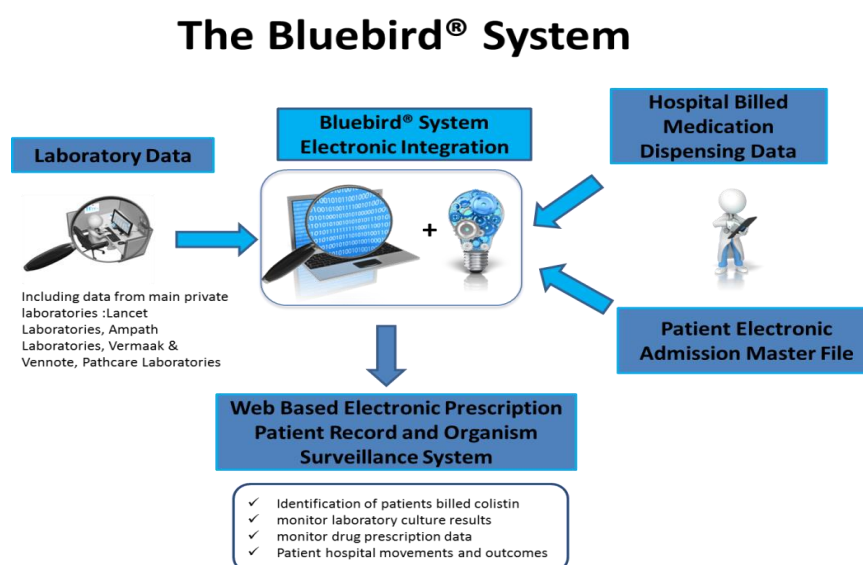 The Bluebird® System
Laboratory Data
Including data from main private
laboratories :Lancet
Laboratories, Ampath
Laboratories, Vermaak &
Vennote, Pathcare Laboratories
Bluebird® System
Electronic Integration
+
Hospital Billed
Medication
Dispensing Data
Patient Electronic
Admission Master File
Web Based Electronic Prescription
Patient Record and Organism
Surveillance System
✓ Identification of patients billed colistin
✓ monitor laboratory culture results
✓ monitor drug prescription data
✓ Patient hospital movements and outcomes